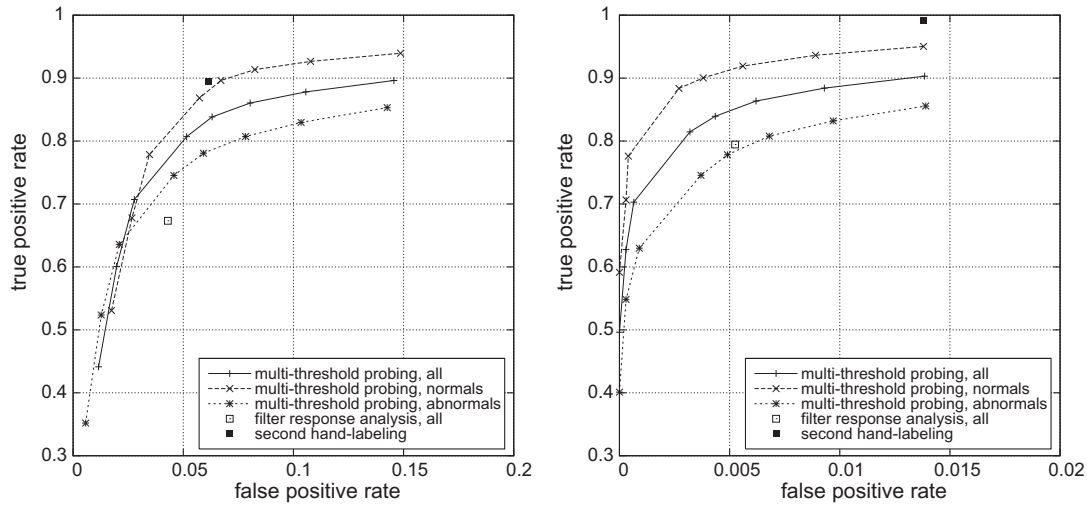 1
0.9
0.8
0.7
0.6
0.5
0.4
0.3
true positive rate
0 0.05 0.1 0.15 0.2
false positive rate
multi-threshold probing, all
multi-threshold probing, normals
multi-threshold probing, abnormals
filter response analysis, all
second hand-labeling
1
0.9
0.8
0.7
0.6
0.5
0.4
0.3
true positive rate
0 0.005 0.01 0.015 0.02
false positive rate
multi-threshold probing, all
multi-threshold probing, normals
multi-threshold probing, abnormals
filter response analysis, all
second hand-labeling